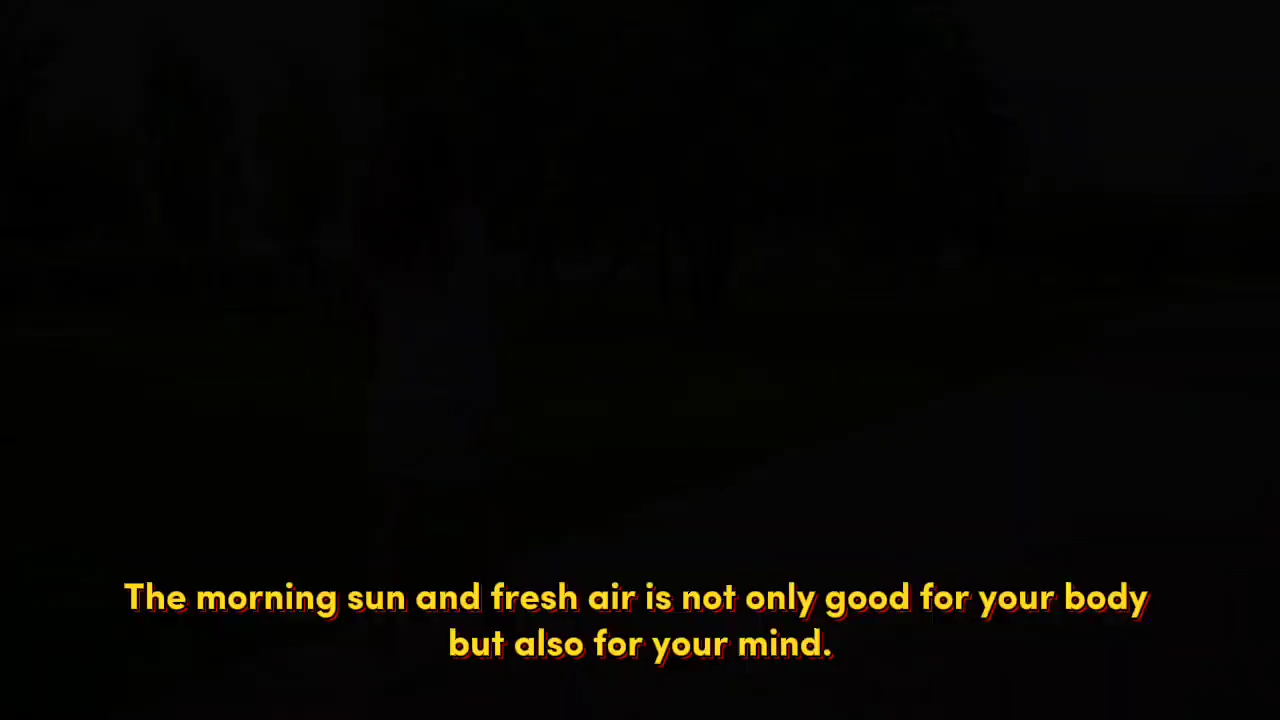 The morning sun and fresh air is not only good for your body
but also for your mind.